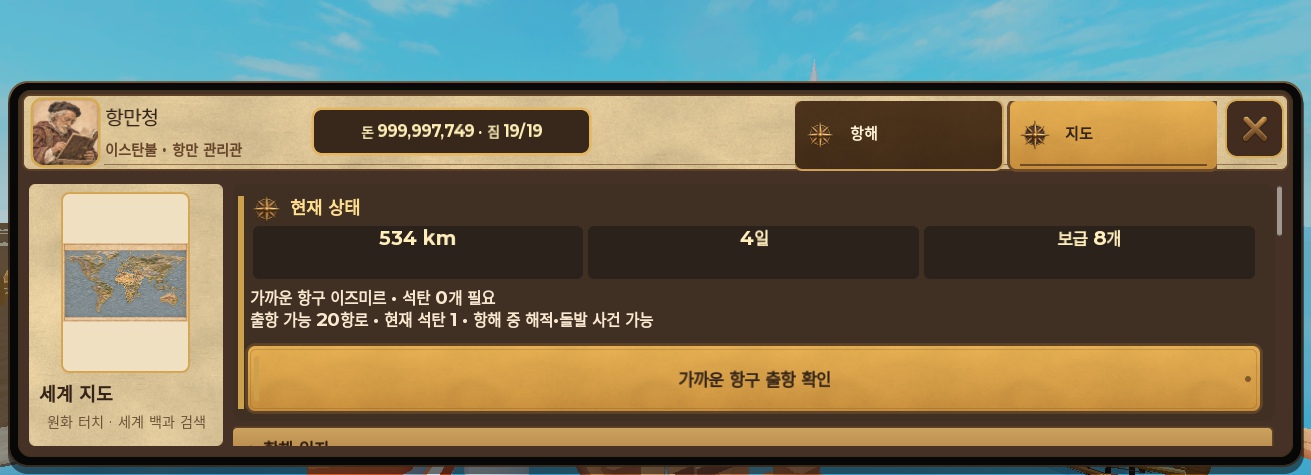 항만청
이스탄불 • 항만 관리관
돈 999,997,749 · 짐 19/19
항해
지도
현재 상태
534 km
4일
보급 8개
가까운 항구 이즈미르 • 석탄 0개 필요
출항 가능 20항로 • 현재 석탄 1 • 항해 중 해적•돌발 사건 가능
가까운 항구 출항 확인
세계 지도
원화 터치 · 세계 백과 검색